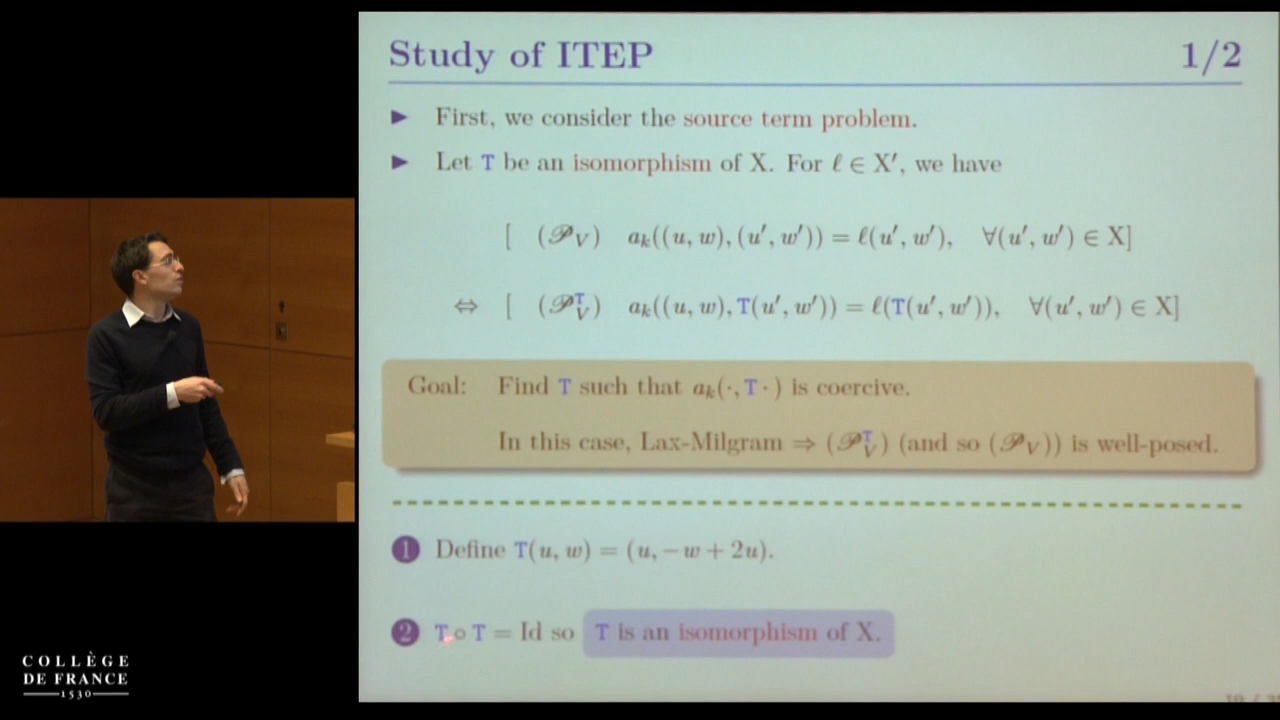 Study of ITEP 1/2
► First, we consider the source term problem.
► Let T be an isomorphism of X. For ℓ ∈ X′, we have
[ (𝒫_V) a_k((u, w), (u′, w′)) = ℓ(u′, w′), ∀(u′, w′) ∈ X]
⇔ [ (𝒫_V^T) a_k((u, w), T(u′, w′)) = ℓ(T(u′, w′)), ∀(u′, w′) ∈ X]
Goal: Find T such that a_k(·, T ·) is coercive.
In this case, Lax-Milgram ⇒ (𝒫_V^T) (and so (𝒫_V)) is well-posed.
1 Define T(u, w) = (u, −w + 2u).
2 T ∘ T = Id so T is an isomorphism of X.
COLLÈGE
DE FRANCE
1530